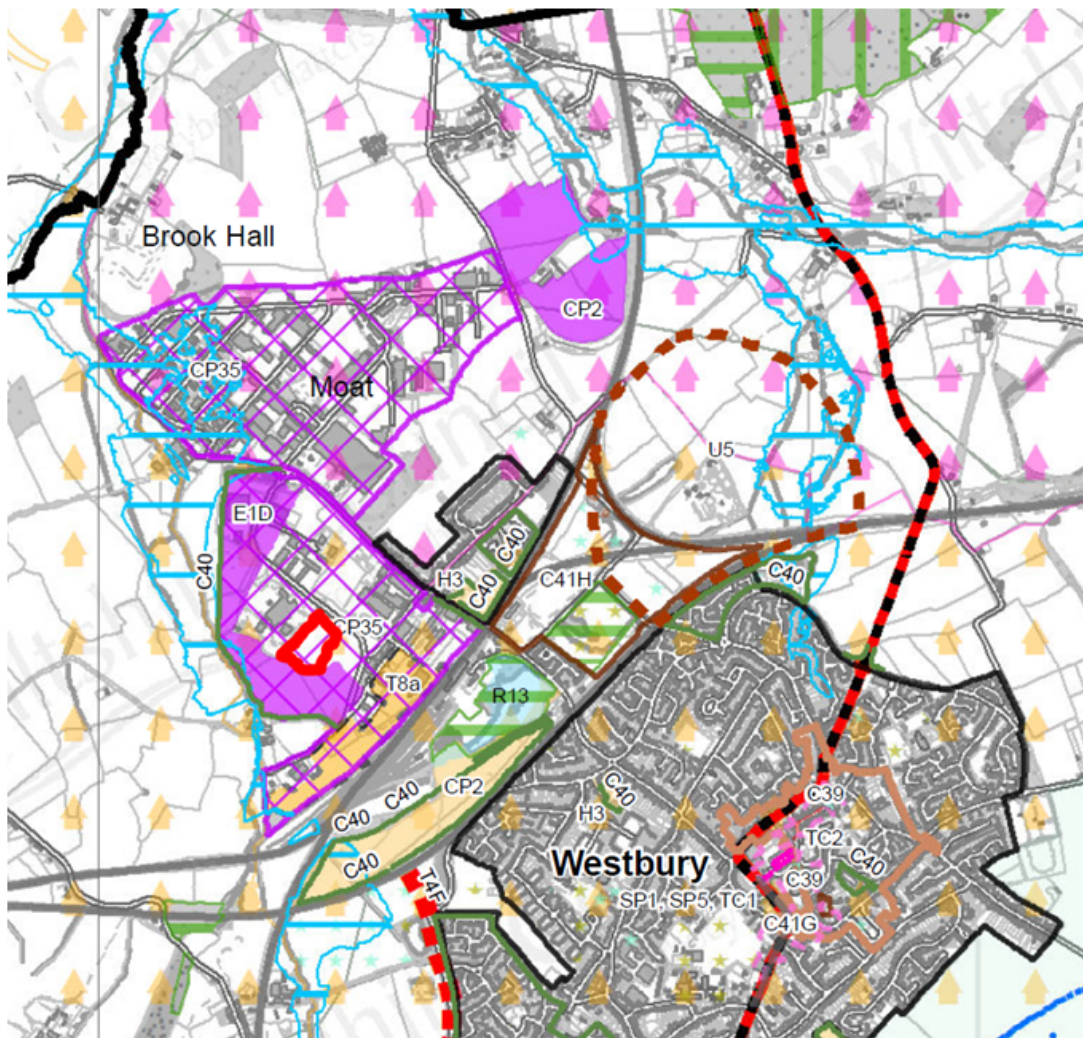 Brook Hall
CP2
CP35
Moat
U5
E1D
C40
C40
H3
C40
C41H
C40
CP35
T8a
R13
CP2
C40
C40
C40
H3
C40
C39
TC2
Westbury
C40
C39
SP1, SP5, TC1
T4F
C41G